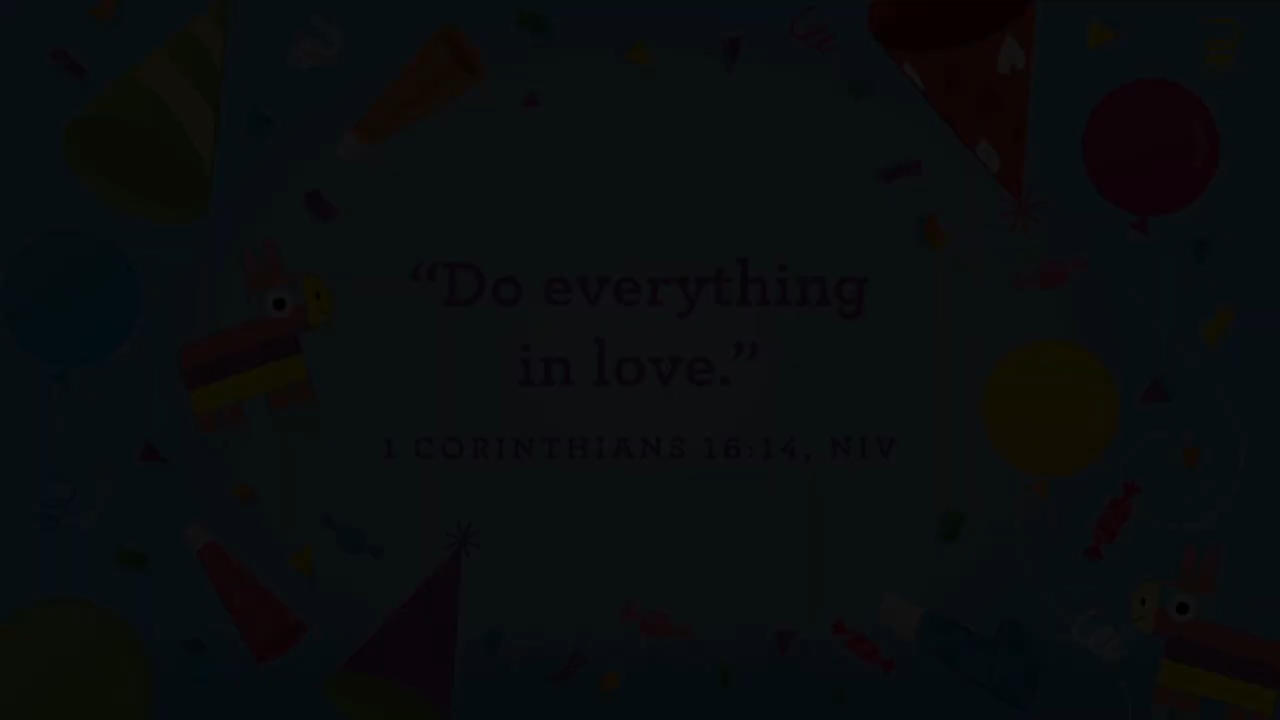 “Do everything
in love.”
1 CORINTHIANS 16:14, NIV